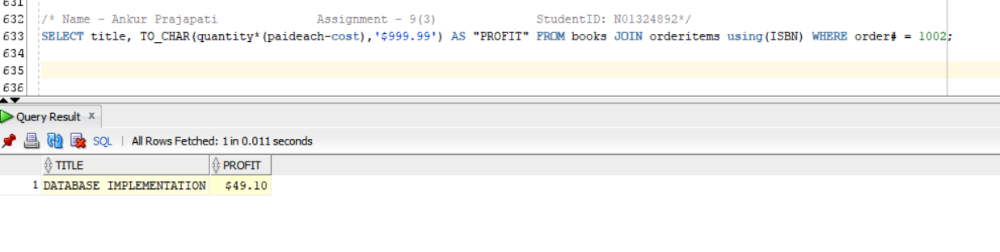 631
632 /* Name - Ankur Prajapati Assignment - 9(3) StudentID: N01324892*/
633 SELECT title, TO_CHAR(quantity*(paideach-cost),'$999.99') AS "PROFIT" FROM books JOIN orderitems using(ISBN) WHERE order# = 1002;
634
635
636
Query Result x
SQL | All Rows Fetched: 1 in 0.011 seconds
TITLE PROFIT
1 DATABASE IMPLEMENTATION $49.10